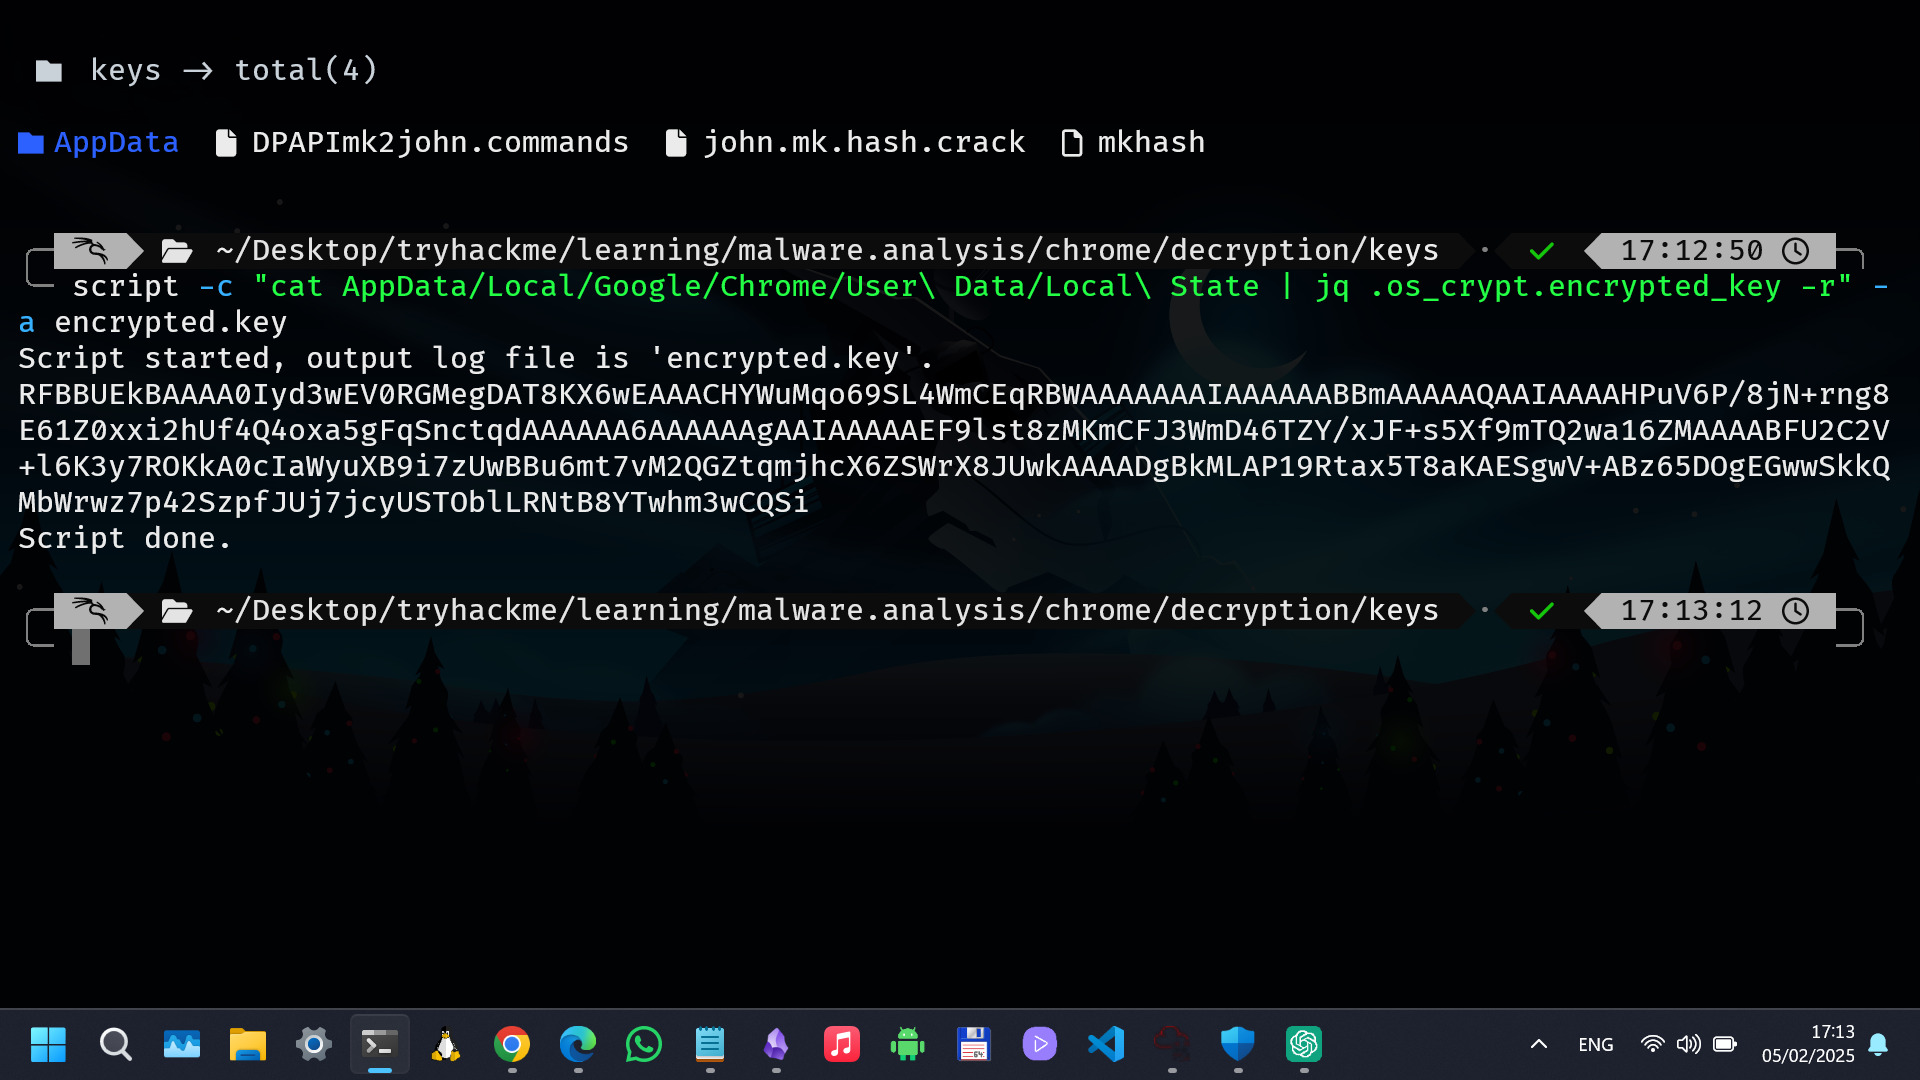 keys → total(4)
AppData DPAPImk2john.commands john.mk.hash.crack mkhash
~/Desktop/tryhackme/learning/malware.analysis/chrome/decryption/keys · ✓ 17:12:50
script -c "cat AppData/Local/Google/Chrome/User\ Data/Local\ State | jq .os_crypt.encrypted_key -r" -
a encrypted.key
Script started, output log file is 'encrypted.key'.
RFBBUEkBAAAA0Iyd3wEV0RGMegDAT8KX6wEAAACHYWuMqo69SL4WmCEqRBWAAAAAAAIAAAAAABBmAAAAAQAAIAAAAHPuV6P/8jN+rng8
E61Z0xxi2hUf4Q4oxa5gFqSnctqdAAAAAA6AAAAAAgAAIAAAAAEF9lst8zMKmCFJ3WmD46TZY/xJF+s5Xf9mTQ2wa16ZMAAAABFU2C2V
+l6K3y7ROKkA0cIaWyuXB9i7zUwBBu6mt7vM2QGZtqmjhcX6ZSWrX8JUwkAAAADgBkMLAP19Rtax5T8aKAESgwV+ABz65DOgEGwwSkkQ
MbWrwz7p42SzpfJUj7jcyUSTOblLRNtB8YTwhm3wCQSi
Script done.
~/Desktop/tryhackme/learning/malware.analysis/chrome/decryption/keys · ✓ 17:13:12
64
ENG
17:13
05/02/2025